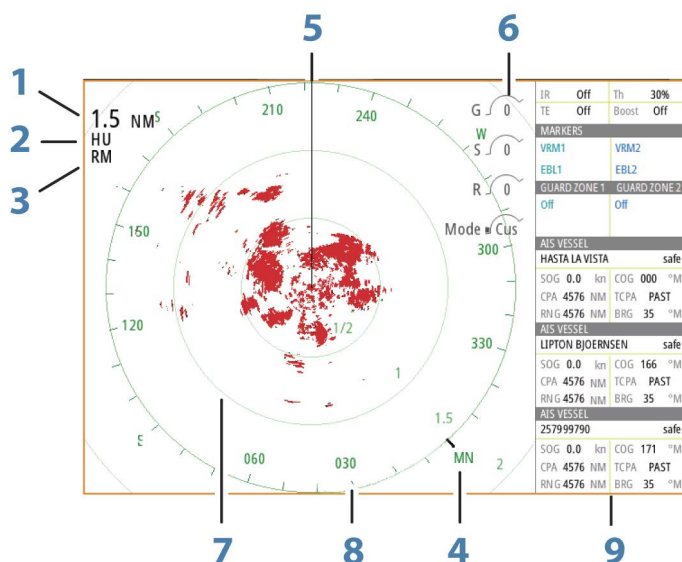 5
6
1
2
3
1.5 NM
HU
RM
S
210
240
W
300
330
MN
030
060
E
120
150
1/2
1
1.5
2
G 0
S 0
R 0
Mode Cus
IR Off Th 30%
TE Off Boost Off
MARKERS
VRM1 VRM2
EBL1 EBL2
GUARD ZONE 1 GUARD ZONE 2
Off Off
AIS VESSEL
HASTA LA VISTA safe
SOG 0.0 kn COG 000 °M
CPA 4576 NM TCPA PAST
RNG 4576 NM BRG 35 °M
AIS VESSEL
LIPTON BJOERNSEN safe
SOG 0.0 kn COG 166 °M
CPA 4576 NM TCPA PAST
RNG 4576 NM BRG 35 °M
AIS VESSEL
257999790 safe
SOG 0.0 kn COG 171 °M
CPA 4576 NM TCPA PAST
RNG 4576 NM BRG 35 °M
7
8
4
9